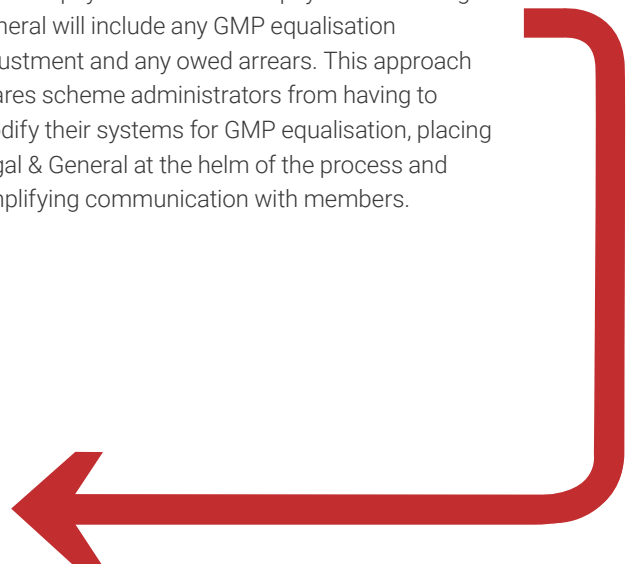 neral will include any GMP equalisation
ustment and any owed arrears. This approach
ares scheme administrators from having to
dify their systems for GMP equalisation, placing
gal & General at the helm of the process and
mplifying communication with members.